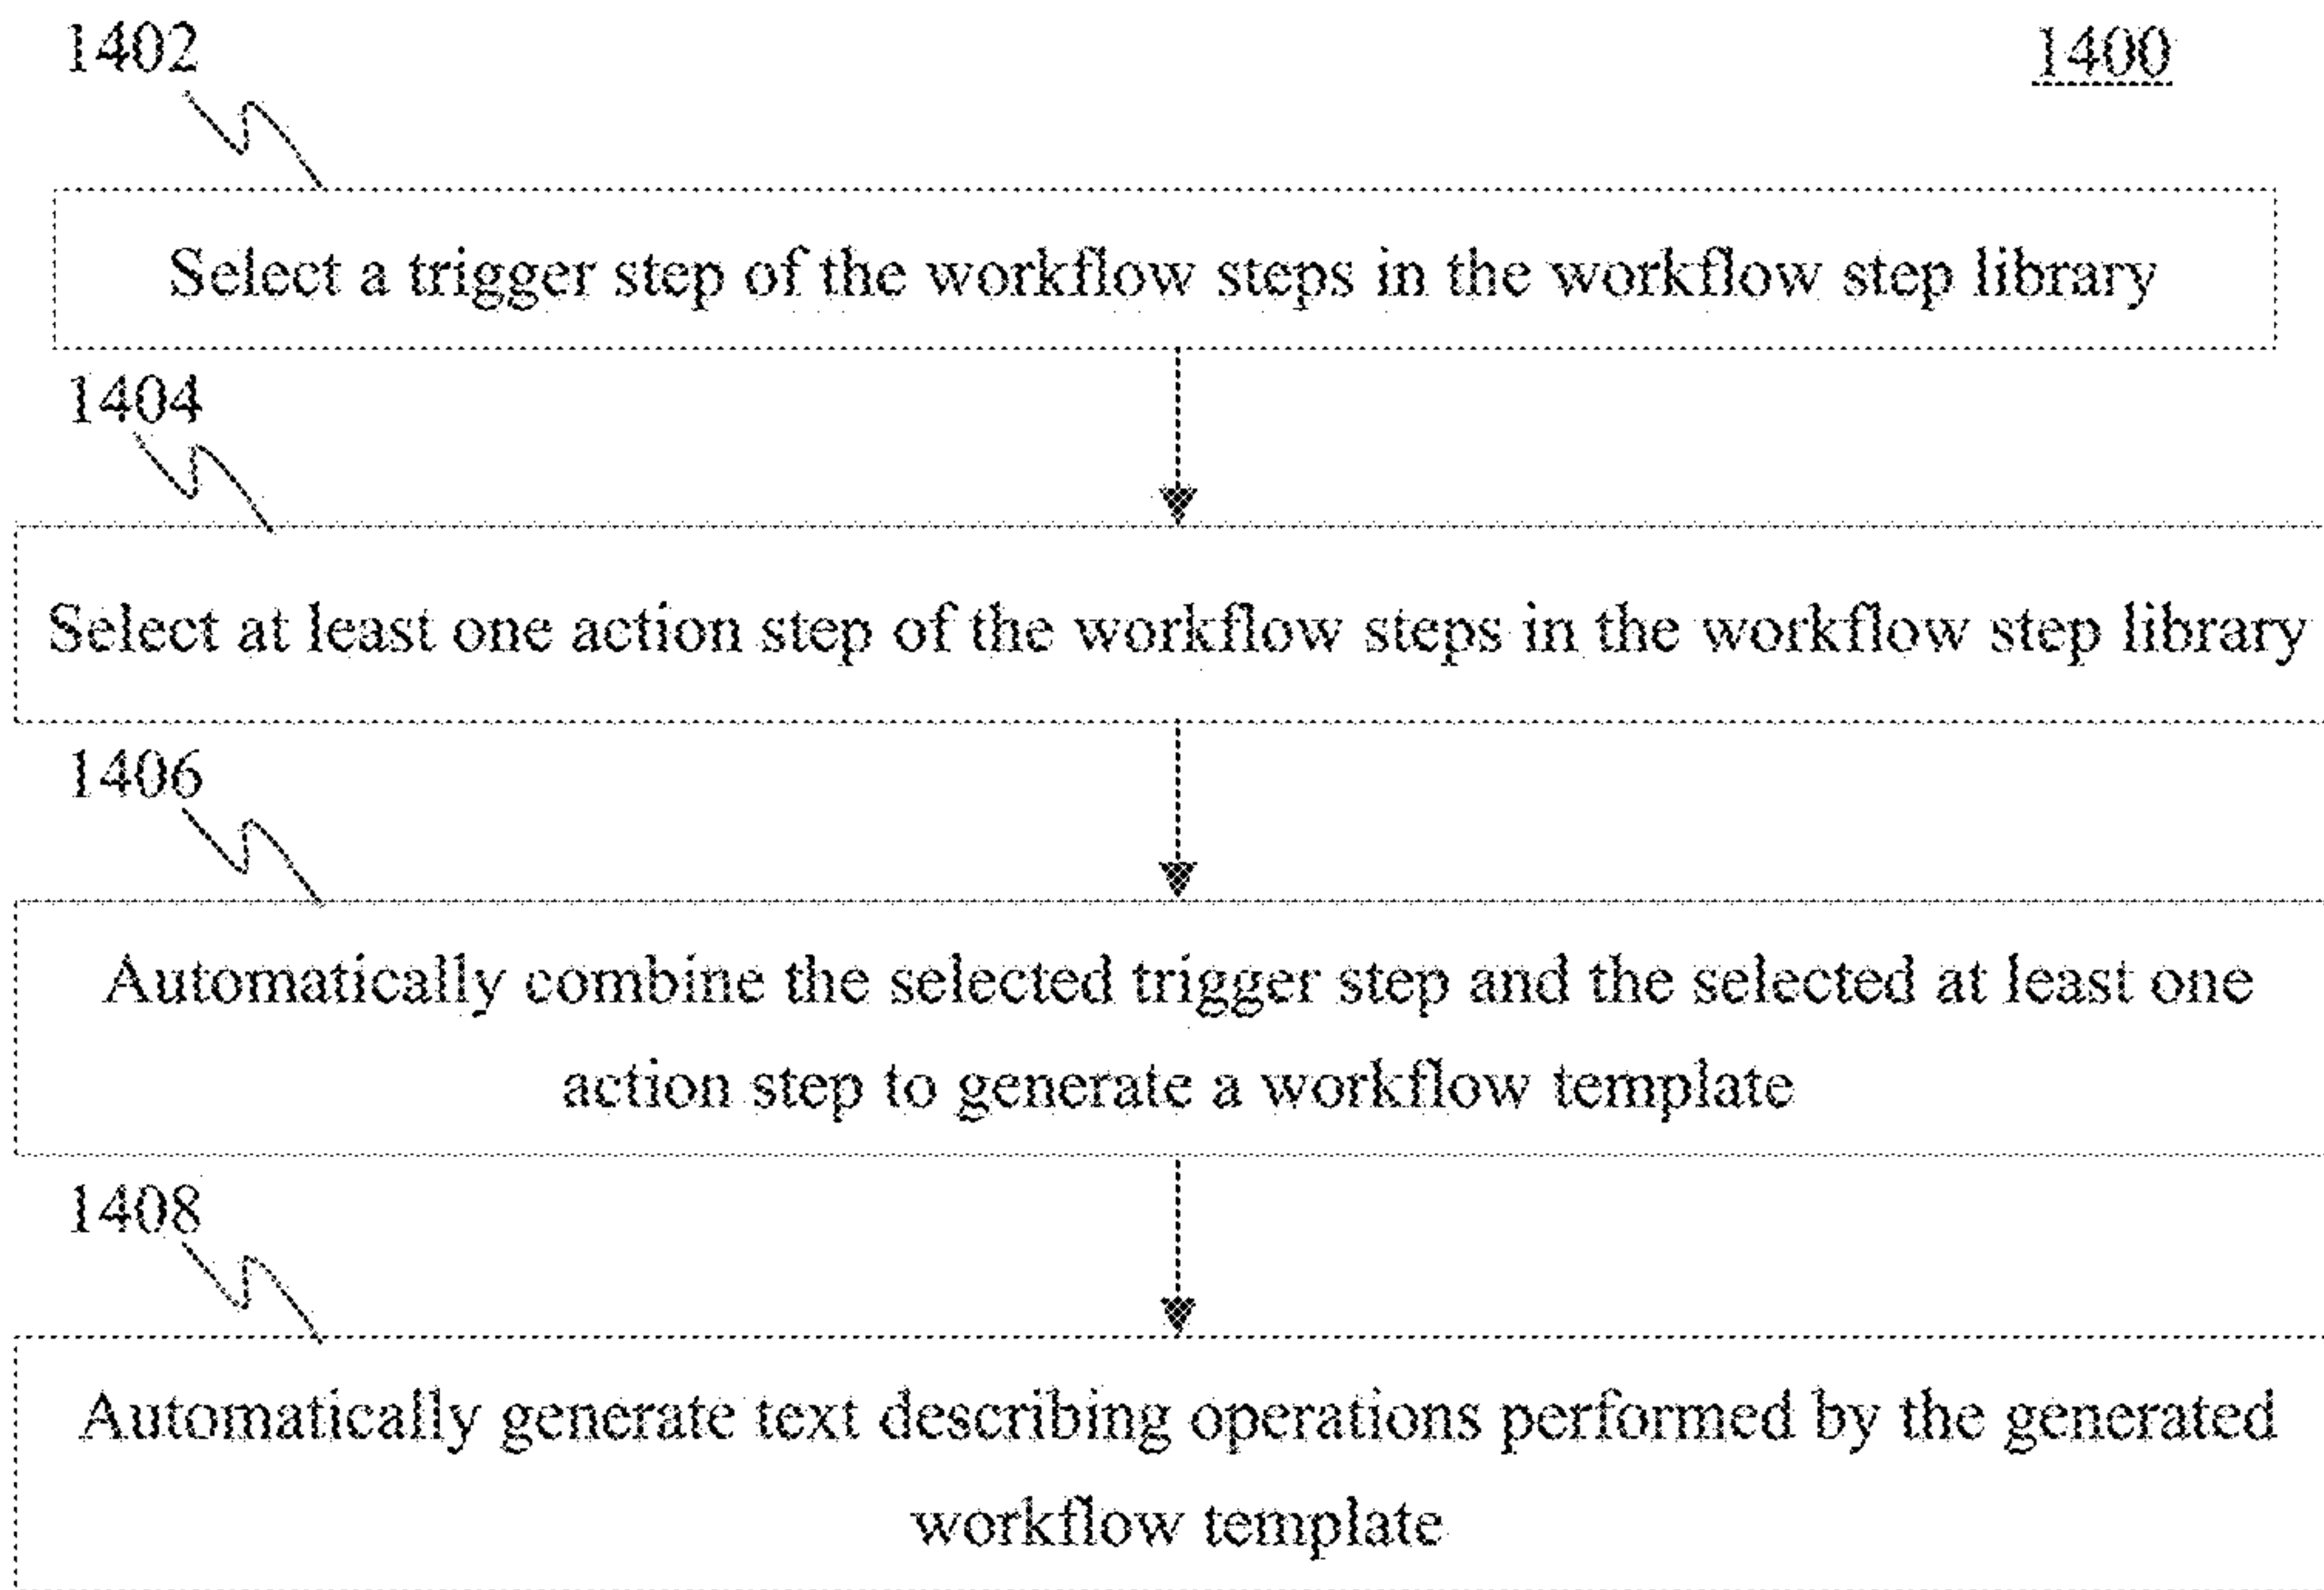 1402
1400
Select a trigger step of the workflow steps in the workflow step library
1404
Select at least one action step of the workflow steps in the workflow step library
1406
Automatically combine the selected trigger step and the selected at least one
action step to generate a workflow template
1408
Automatically generate text describing operations performed by the generated
workflow template